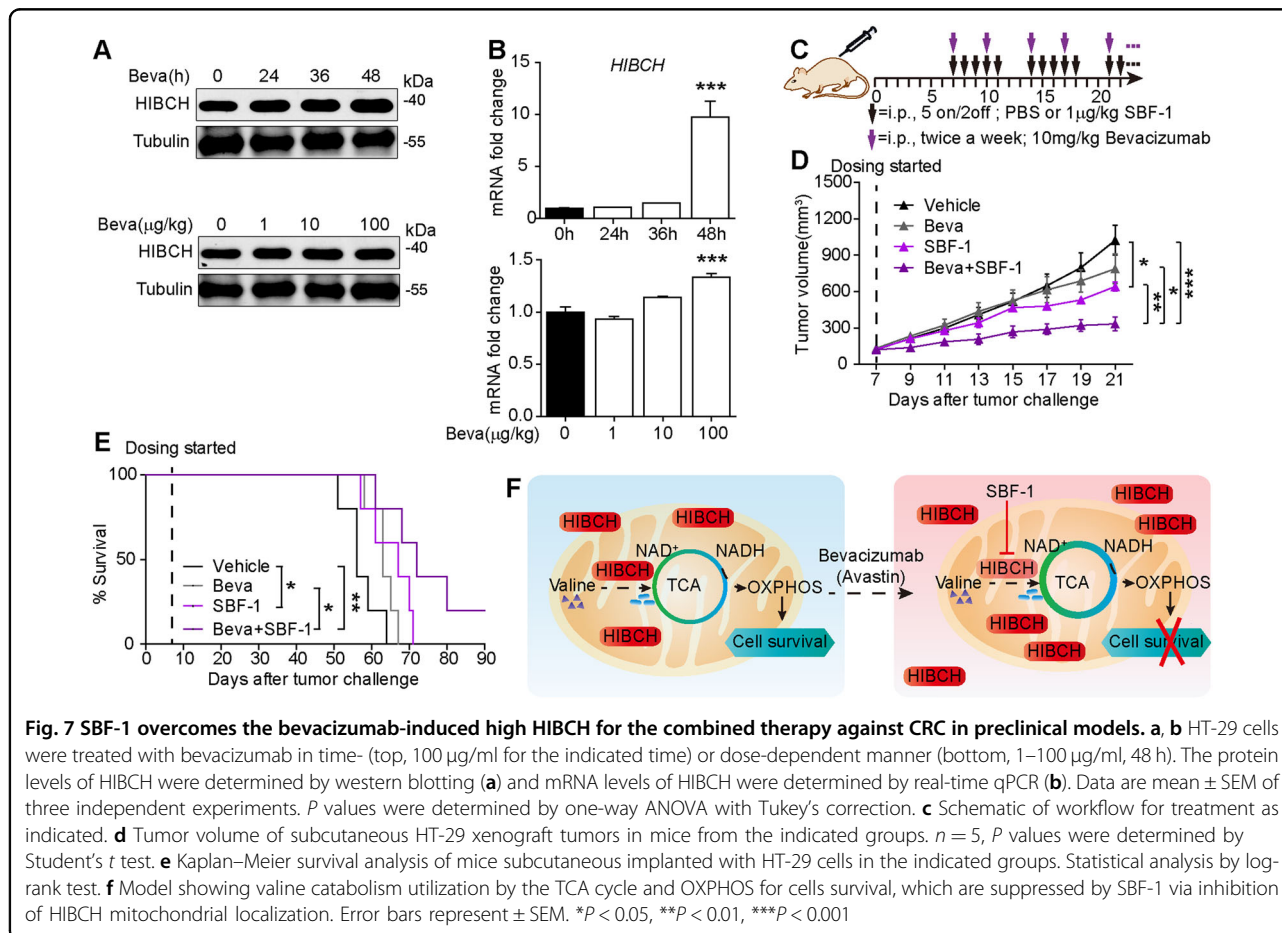 A
Beva(h) 0 24 36 48 kDa
HIBCH -40
Tubulin -55
Beva(μg/kg) 0 1 10 100 kDa
HIBCH -40
Tubulin -55
B
HIBCH
mRNA fold change
15
10
5
0
***
0h 24h 36h 48h
mRNA fold change
1.5
1.0
0.5
0.0
***
Beva(μg/kg) 0 1 10 100
C
0 5 10 15 20
=i.p., 5 on/2off ; PBS or 1μg/kg SBF-1
=i.p., twice a week; 10mg/kg Bevacizumab
D
Dosing started
Tumor volume(mm³)
1500
1200
900
600
300
0
Vehicle
Beva
SBF-1
Beva+SBF-1
* ** * ***
7 9 11 13 15 17 19 21
Days after tumor challenge
E
Dosing started
% Survival
100
50
0
Vehicle
Beva
SBF-1
Beva+SBF-1
* * **
0 10 20 30 40 50 60 70 80 90
Days after tumor challenge
F
HIBCH
HIBCH
NAD⁺
NADH
HIBCH
Valine
TCA
OXPHOS
HIBCH
Cell survival
Bevacizumab
(Avastin)
SBF-1
HIBCH
HIBCH
HIBCH
NAD⁺
NADH
HIBCH
Valine
TCA
OXPHOS
HIBCH
HIBCH
Cell survival
HIBCH
Fig. 7 SBF-1 overcomes the bevacizumab-induced high HIBCH for the combined therapy against CRC in preclinical models. a, b HT-29 cells
were treated with bevacizumab in time- (top, 100 μg/ml for the indicated time) or dose-dependent manner (bottom, 1–100 μg/ml, 48 h). The protein
levels of HIBCH were determined by western blotting (a) and mRNA levels of HIBCH were determined by real-time qPCR (b). Data are mean ± SEM of
three independent experiments. P values were determined by one-way ANOVA with Tukey's correction. c Schematic of workflow for treatment as
indicated. d Tumor volume of subcutaneous HT-29 xenograft tumors in mice from the indicated groups. n = 5, P values were determined by
Student's t test. e Kaplan–Meier survival analysis of mice subcutaneous implanted with HT-29 cells in the indicated groups. Statistical analysis by log-
rank test. f Model showing valine catabolism utilization by the TCA cycle and OXPHOS for cells survival, which are suppressed by SBF-1 via inhibition
of HIBCH mitochondrial localization. Error bars represent ± SEM. *P < 0.05, **P < 0.01, ***P < 0.001